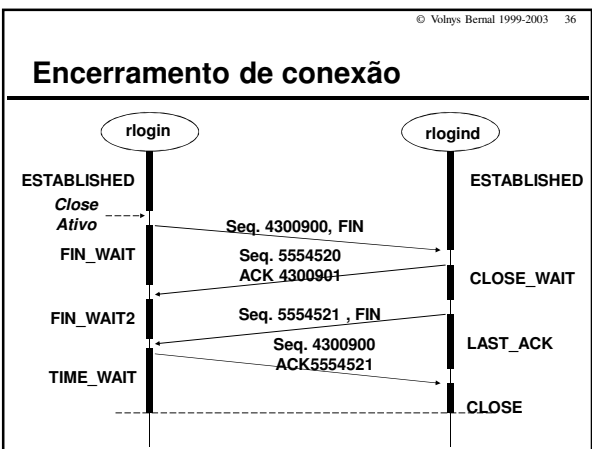 © Volnys Bernal 1999-2003 36
Encerramento de conexão
rlogin
rlogind
ESTABLISHED
ESTABLISHED
Close
Ativo
Seq. 4300900, FIN
FIN_WAIT
Seq. 5554520
ACK 4300901
CLOSE_WAIT
Seq. 5554521 , FIN
FIN_WAIT2
Seq. 4300900
ACK5554521
LAST_ACK
TIME_WAIT
CLOSE